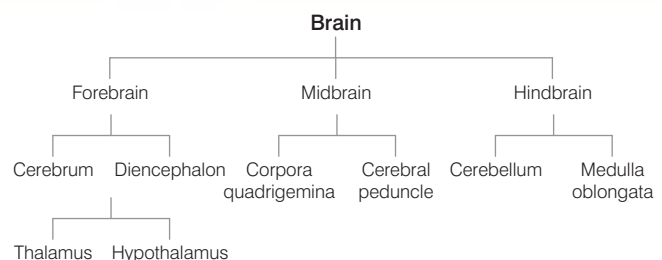 Brain
Forebrain Midbrain Hindbrain
Cerebrum Diencephalon Corpora quadrigemina Cerebral peduncle Cerebellum Medulla oblongata
Thalamus Hypothalamus